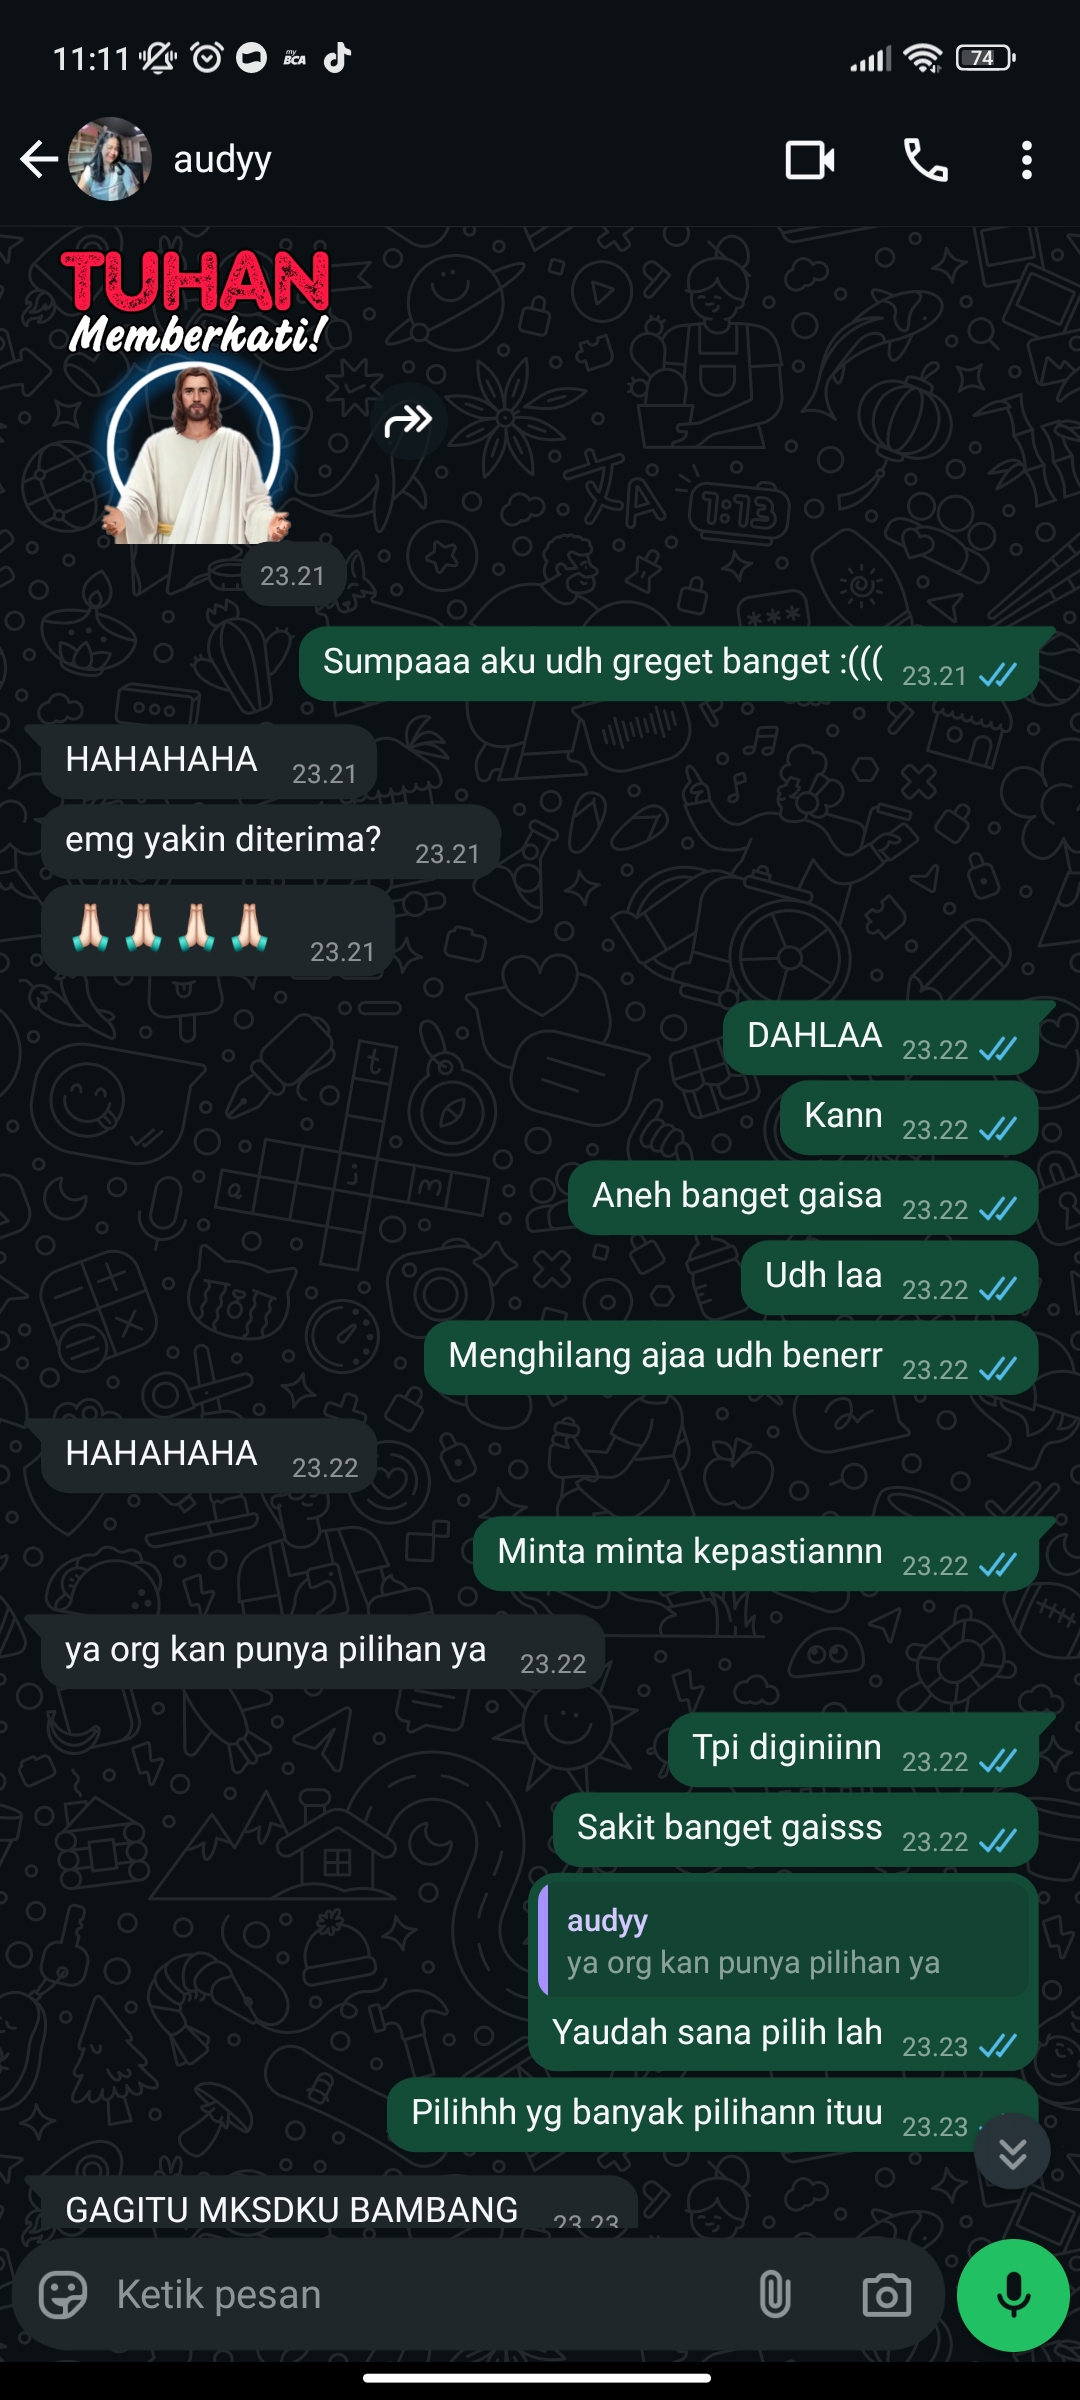 11:11
my
BCA
74
audyy
TUHAN
Memberkati!
23.21
Sumpaaa aku udh greget banget :((( 23.21
HAHAHAHA 23.21
emg yakin diterima? 23.21
🙏🏻🙏🏻🙏🏻🙏🏻 23.21
DAHLAA 23.22
Kann 23.22
Aneh banget gaisa 23.22
Udh laa 23.22
Menghilang ajaa udh benerr 23.22
HAHAHAHA 23.22
Minta minta kepastiannn 23.22
ya org kan punya pilihan ya 23.22
Tpi diginiinn 23.22
Sakit banget gaisss 23.22
audyy
ya org kan punya pilihan ya
Yaudah sana pilih lah 23.23
Pilihhh yg banyak pilihann ituu 23.23
GAGITU MKSDKU BAMBANG 23.23
Ketik pesan